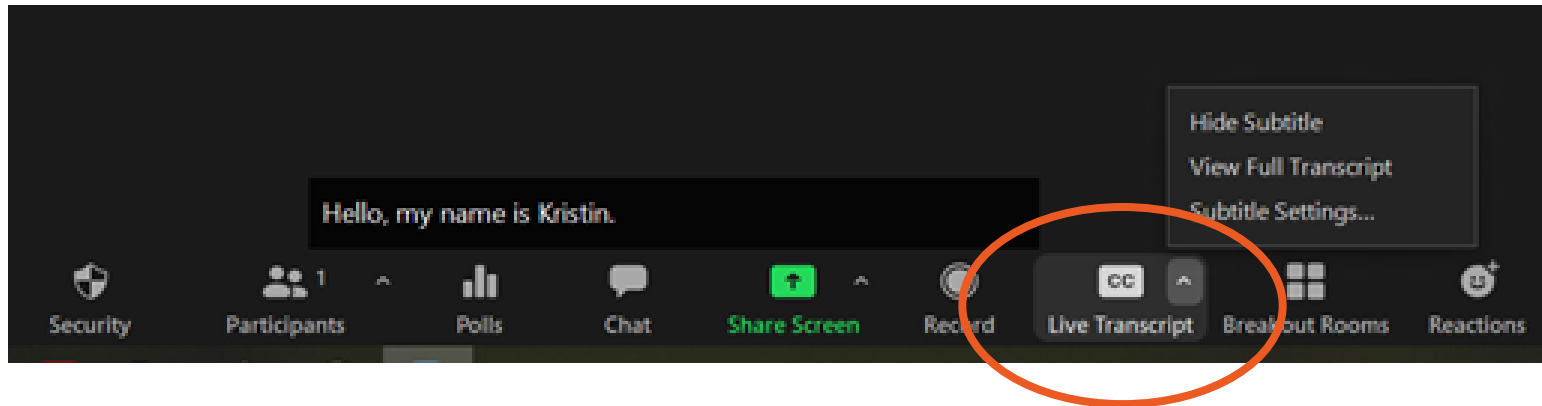 Hide Subtitle
View Full Transcript
Subtitle Settings...
Hello, my name is Kristin.
1
CC
Security
Participants
Polls
Chat
Share Screen
Record
Live Transcript
Breakout Rooms
Reactions